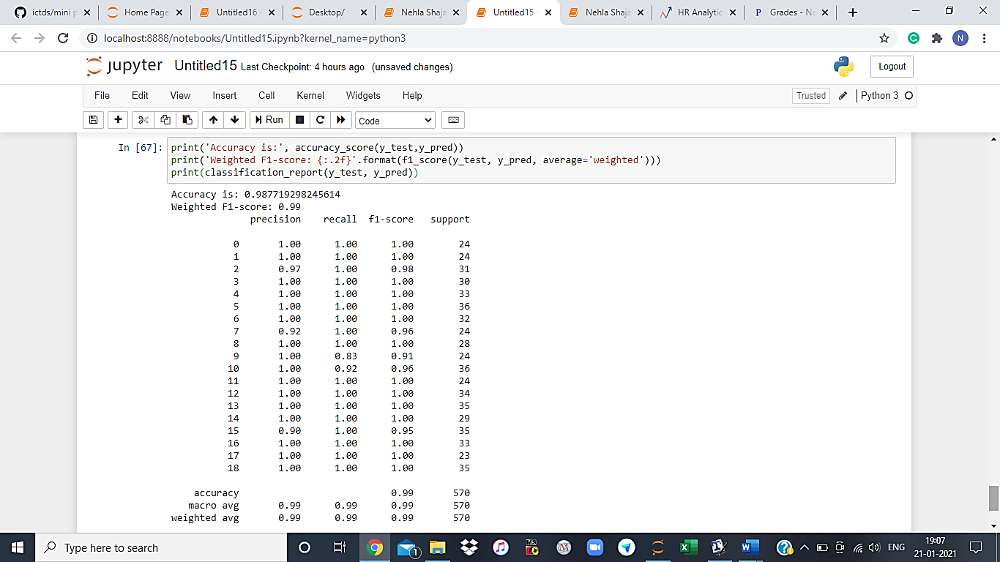 ictds/mini p
Home Page
Untitled16 -
Desktop/
Nehla Shaja
Untitled15 -
Nehla Shaja
HR Analytic
Grades - Ne
localhost:8888/notebooks/Untitled15.ipynb?kernel_name=python3
N
jupyter Untitled15 Last Checkpoint: 4 hours ago (unsaved changes)
Logout
File Edit View Insert Cell Kernel Widgets Help
Trusted Python 3
Run Code
In [67]: print('Accuracy is:', accuracy_score(y_test,y_pred))
print('Weighted F1-score: {:.2f}'.format(f1_score(y_test, y_pred, average='weighted')))
print(classification_report(y_test, y_pred))
Accuracy is: 0.987719298245614
Weighted F1-score: 0.99
precision recall f1-score support
0 1.00 1.00 1.00 24
1 1.00 1.00 1.00 24
2 0.97 1.00 0.98 31
3 1.00 1.00 1.00 30
4 1.00 1.00 1.00 33
5 1.00 1.00 1.00 36
6 1.00 1.00 1.00 32
7 0.92 1.00 0.96 24
8 1.00 1.00 1.00 28
9 1.00 0.83 0.91 24
10 1.00 0.92 0.96 36
11 1.00 1.00 1.00 24
12 1.00 1.00 1.00 34
13 1.00 1.00 1.00 35
14 1.00 1.00 1.00 29
15 0.90 1.00 0.95 35
16 1.00 1.00 1.00 33
17 1.00 1.00 1.00 23
18 1.00 1.00 1.00 35
accuracy 0.99 570
macro avg 0.99 0.99 0.99 570
weighted avg 0.99 0.99 0.99 570
Type here to search
1
ENG
19:07
21-01-2021